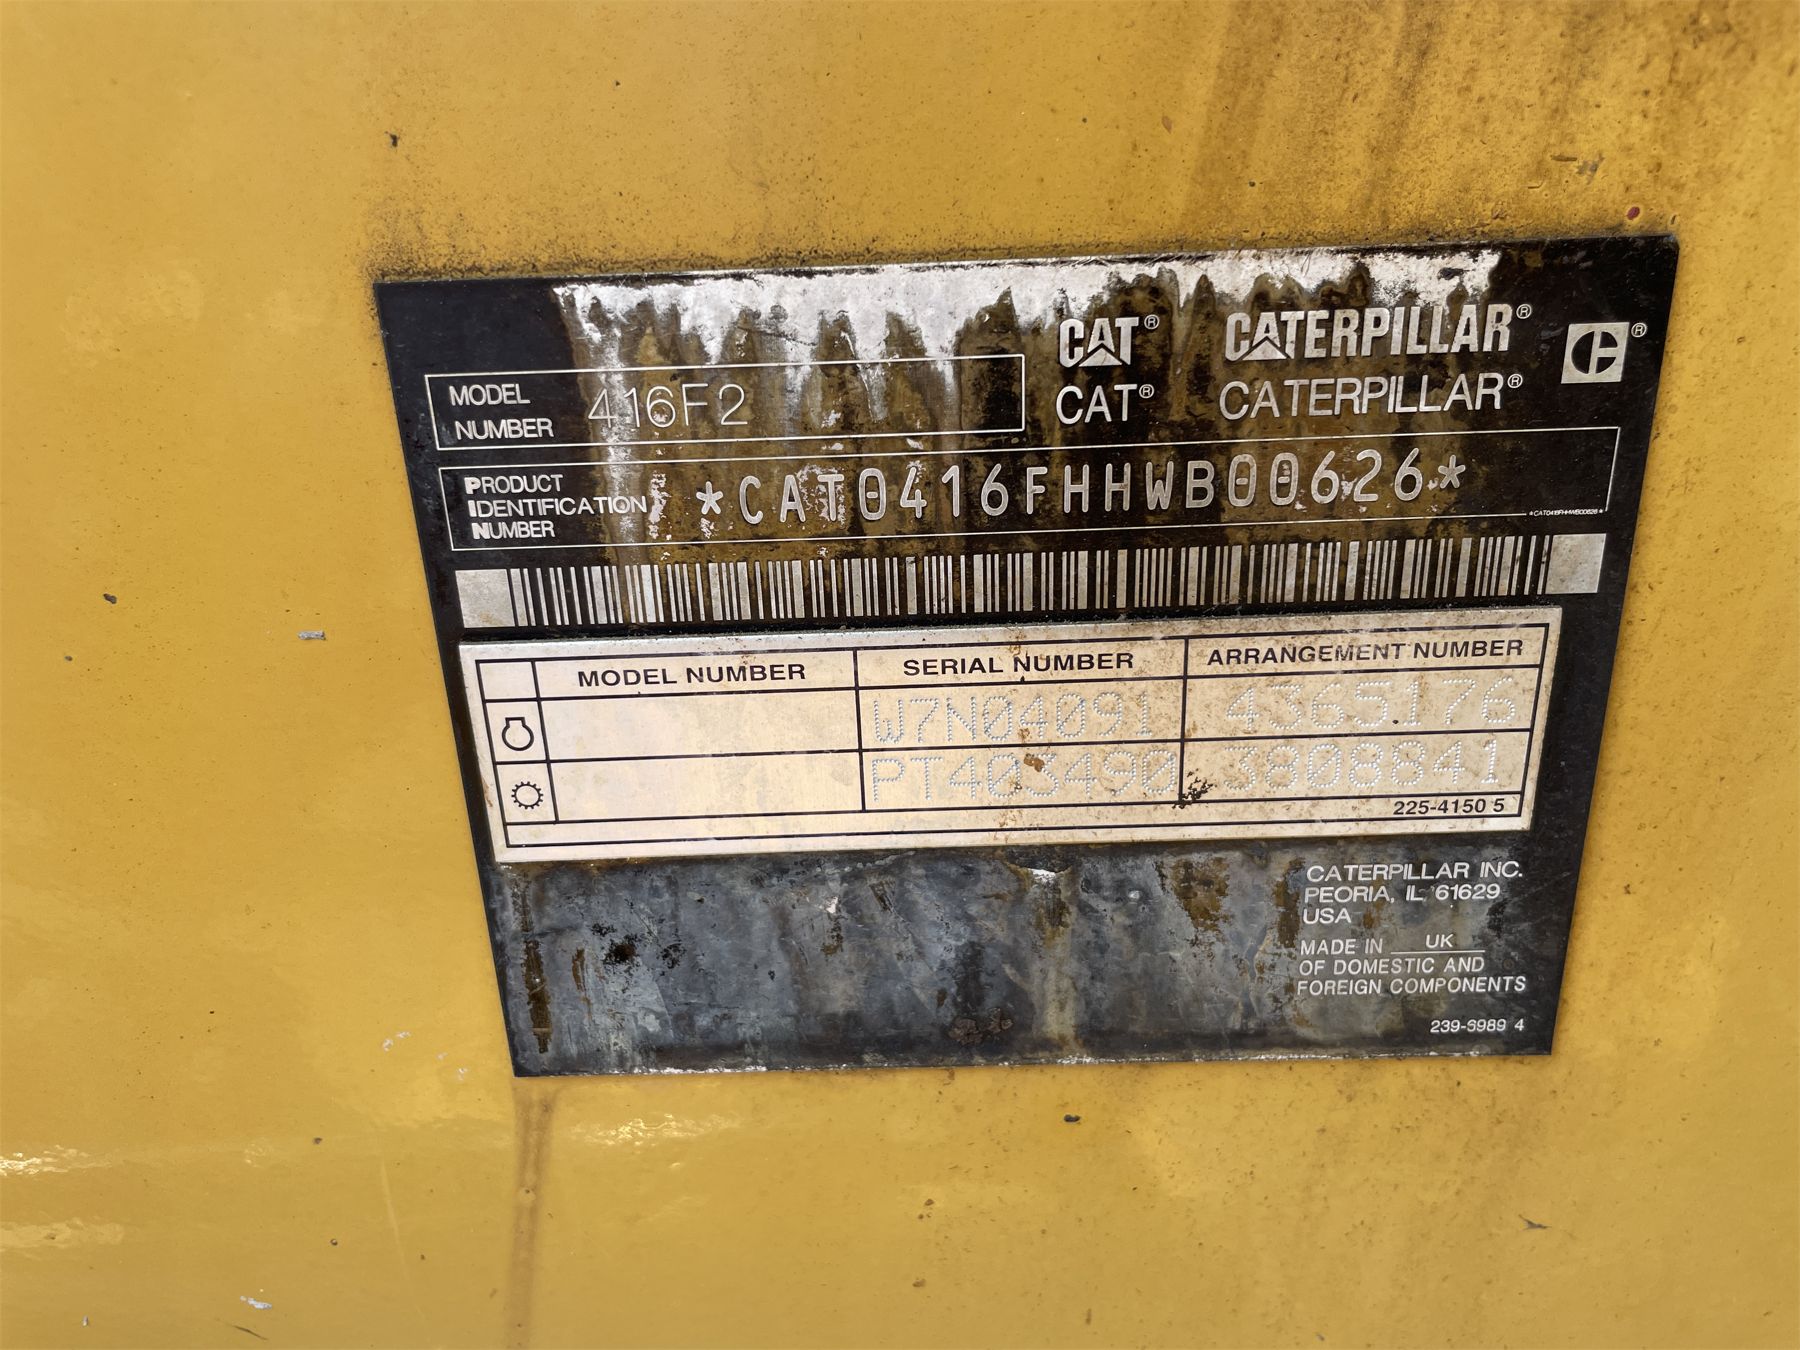 CAT® CATERPILLAR® ®
CAT® CATERPILLAR®
MODEL NUMBER 416F2
PRODUCT IDENTIFICATION NUMBER *CAT0416FHHWB00626*
*CAT0416FHHWB00626*
MODEL NUMBER SERIAL NUMBER ARRANGEMENT NUMBER
W7N04091 4365176
PT403490 3808841
225-4150 5
CATERPILLAR INC.
PEORIA, IL 61629
USA
MADE IN UK
OF DOMESTIC AND
FOREIGN COMPONENTS
239-6989 4